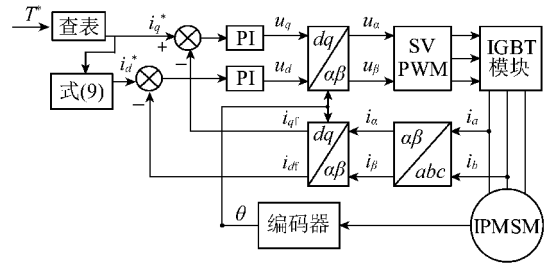 T* 查表 i_q* PI u_q dq u_α SV PWM IGBT 模块
式(9) i_d* PI u_d αβ u_β
i_qf dq i_α αβ i_a
i_df αβ i_β abc i_b
θ 编码器 IPMSM